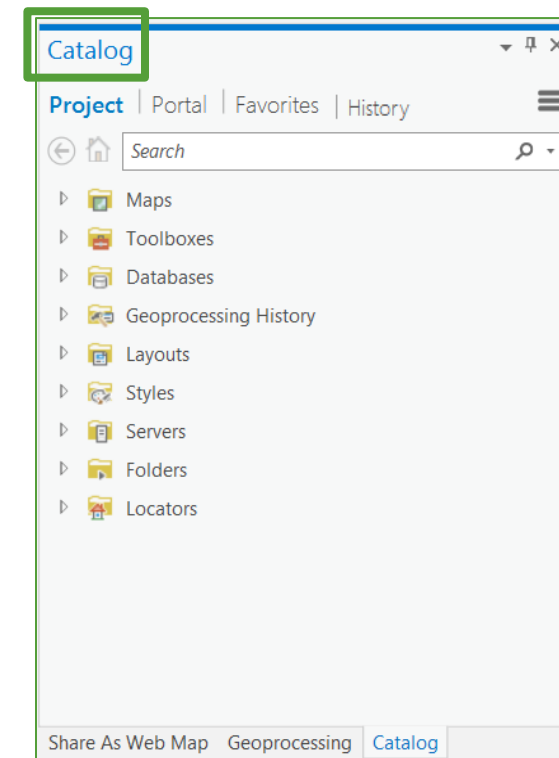 Catalog
Project | Portal | Favorites | History
Search
Maps
Toolboxes
Databases
Geoprocessing History
Layouts
Styles
Servers
Folders
Locators
Share As Web Map Geoprocessing Catalog